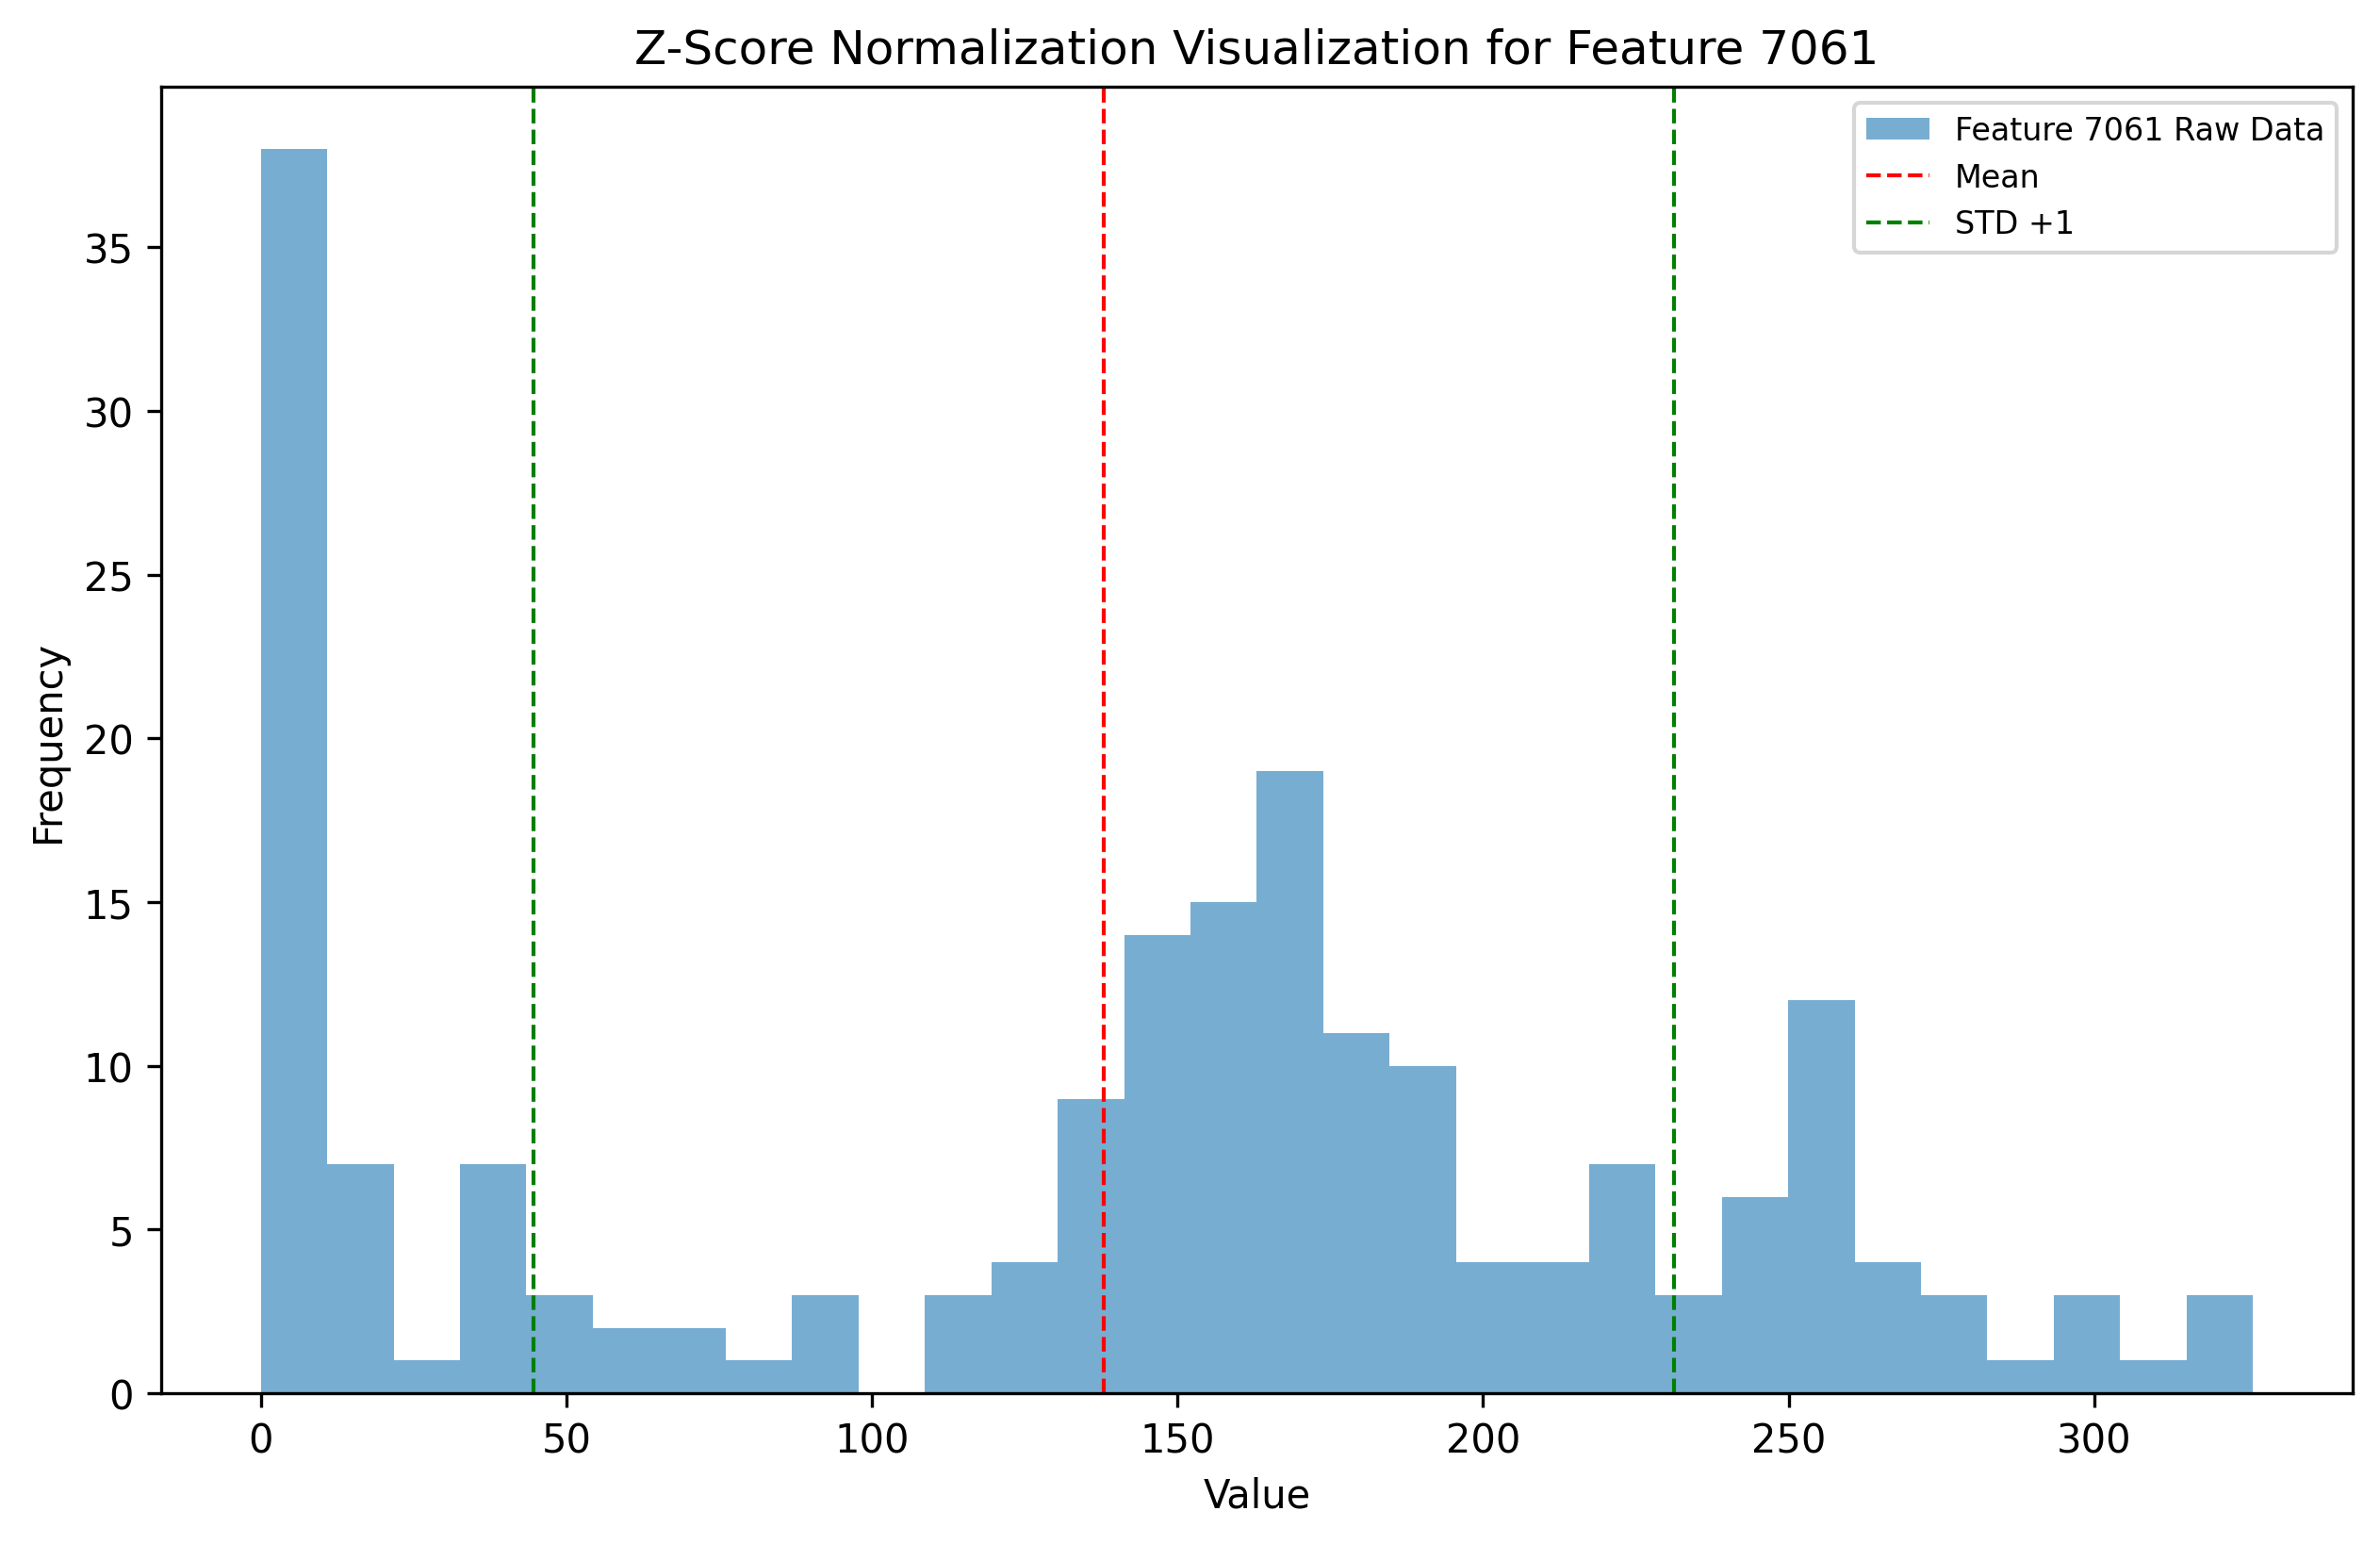 Z-Score Normalization Visualization for Feature 7061
Feature 7061 Raw Data
Mean
STD +1
Frequency
35
30
25
20
15
10
5
0
0 50 100 150 200 250 300
Value